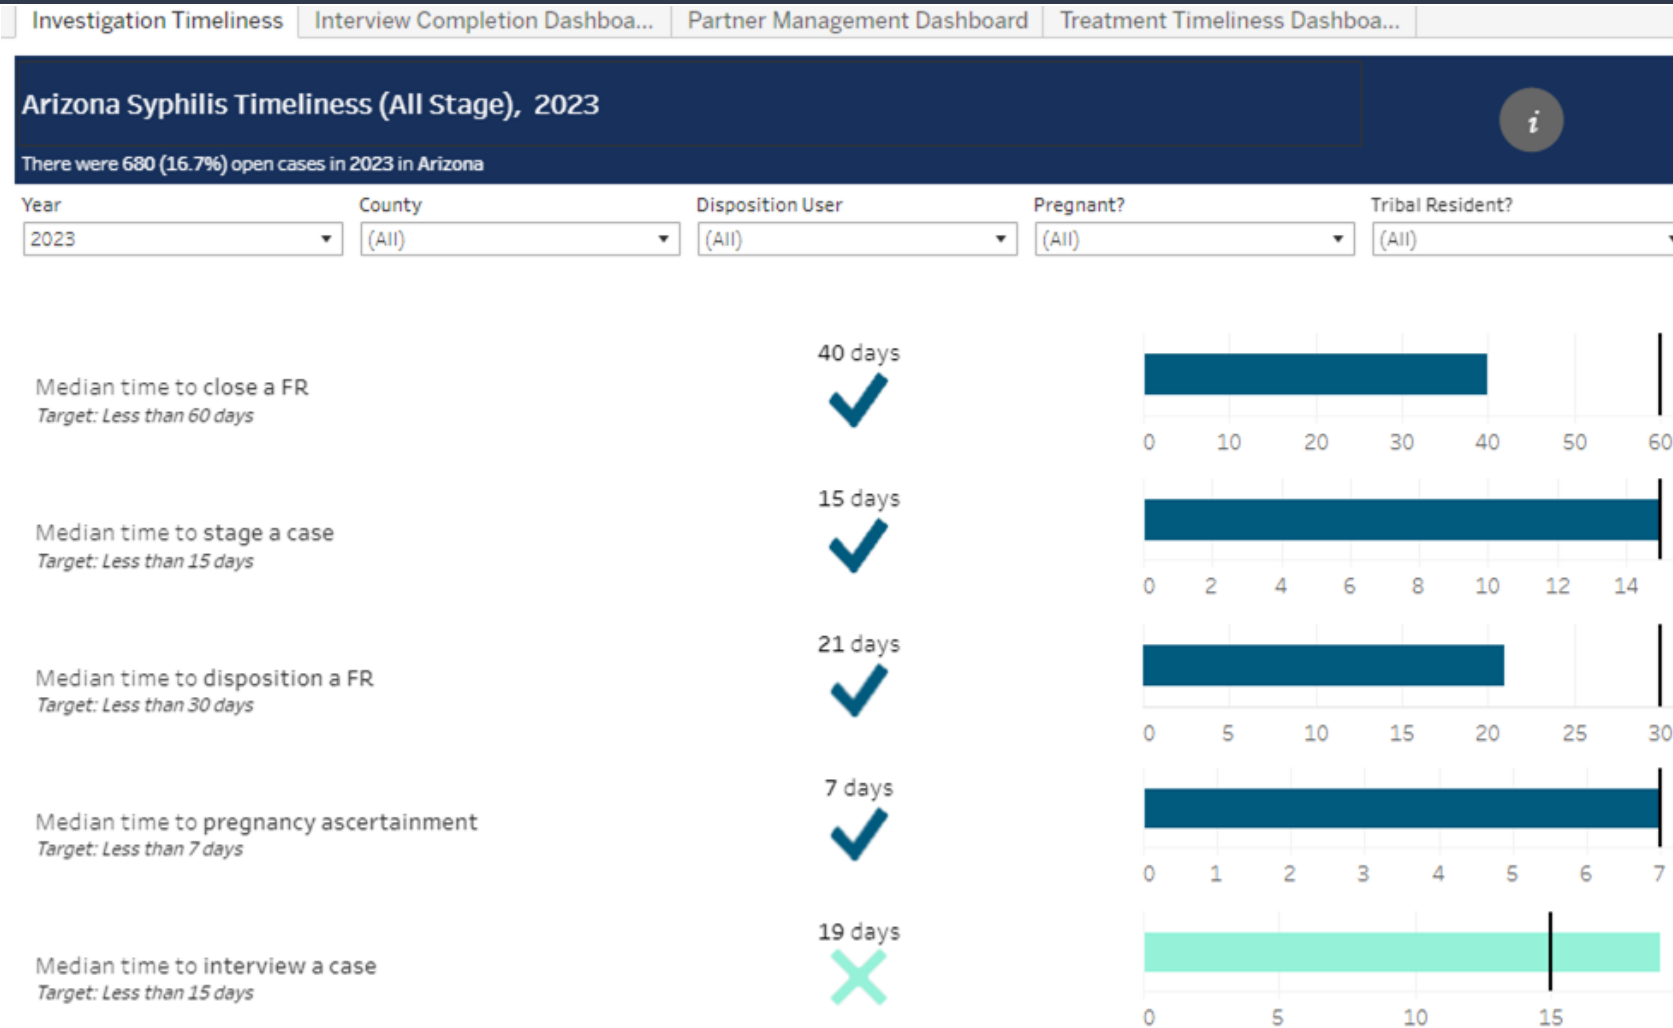 Investigation Timeliness Interview Completion Dashboa... Partner Management Dashboard Treatment Timeliness Dashboa...
Arizona Syphilis Timeliness (All Stage), 2023
i
There were 680 (16.7%) open cases in 2023 in Arizona
Year County Disposition User Pregnant? Tribal Resident?
2023 (All) (All) (All) (All)
40 days
Median time to close a FR
Target: Less than 60 days
0 10 20 30 40 50 60
15 days
Median time to stage a case
Target: Less than 15 days
0 2 4 6 8 10 12 14
21 days
Median time to disposition a FR
Target: Less than 30 days
0 5 10 15 20 25 30
7 days
Median time to pregnancy ascertainment
Target: Less than 7 days
0 1 2 3 4 5 6 7
19 days
Median time to interview a case
Target: Less than 15 days
0 5 10 15